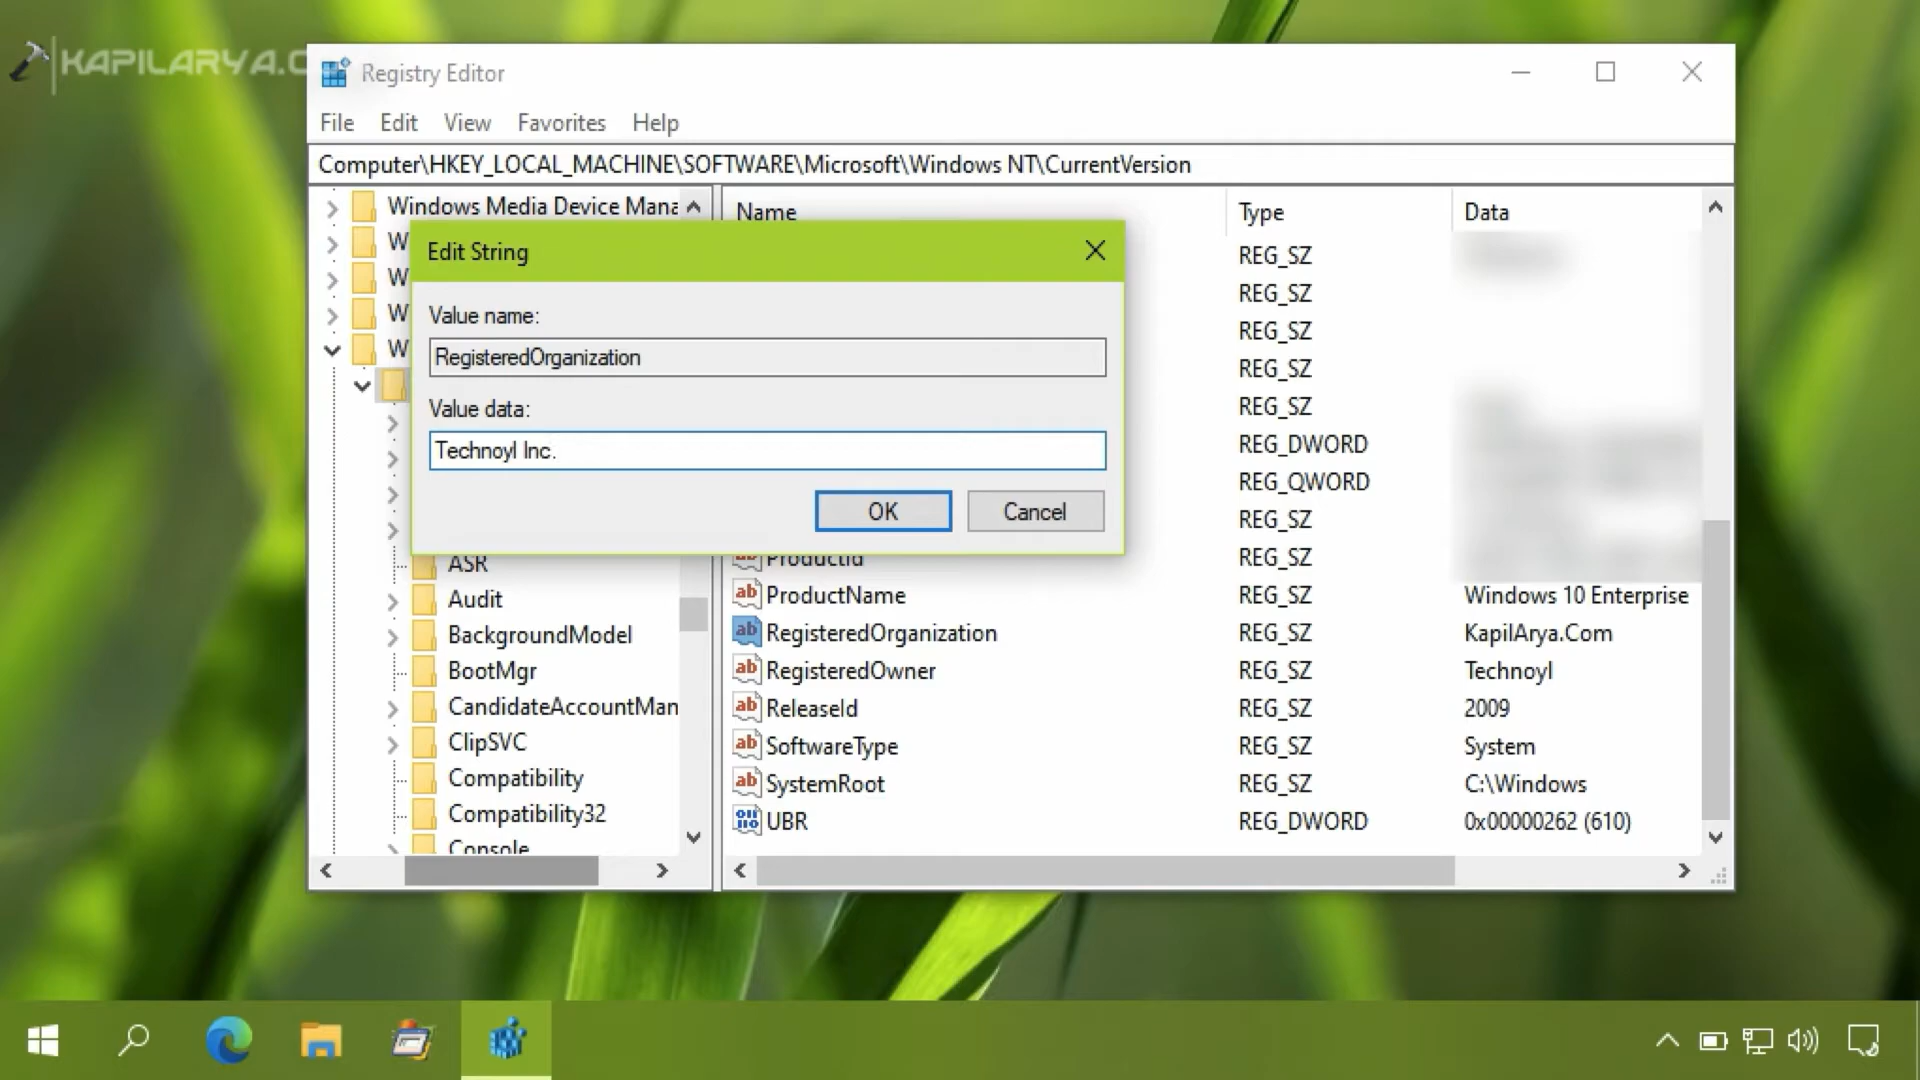 KAPILARYA.C
Registry Editor
File Edit View Favorites Help
Computer\HKEY_LOCAL_MACHINE\SOFTWARE\Microsoft\Windows NT\CurrentVersion
Windows Media Device Mana
W
W
W
W
ASR
Audit
BackgroundModel
BootMgr
CandidateAccountMan
ClipSVC
Compatibility
Compatibility32
Console
Edit String
Value name:
RegisteredOrganization
Value data:
Technoyl Inc.
OK Cancel
Name Type Data
REG_SZ
REG_SZ
REG_SZ
REG_SZ
REG_SZ
REG_DWORD
REG_QWORD
REG_SZ
ProductId REG_SZ
ProductName REG_SZ Windows 10 Enterprise
RegisteredOrganization REG_SZ KapilArya.Com
RegisteredOwner REG_SZ Technoyl
ReleaseId REG_SZ 2009
SoftwareType REG_SZ System
SystemRoot REG_SZ C:\Windows
UBR REG_DWORD 0x00000262 (610)